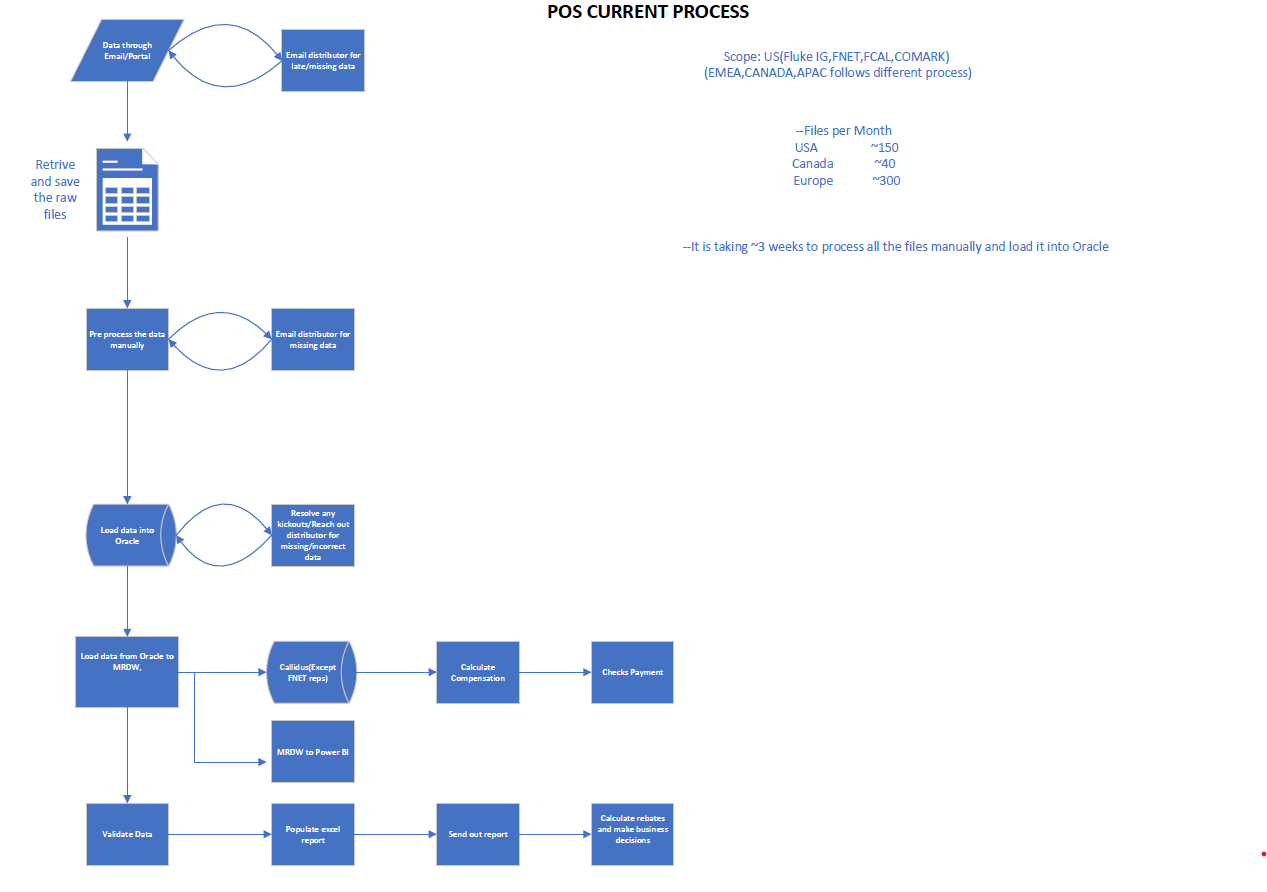 POS CURRENT PROCESS
Data through
Email/Portal
Email distributor for
late/missing data
Scope: US(Fluke IG,FNET,FCAL,COMARK)
(EMEA,CANADA,APAC follows different process)
--Files per Month
USA ~150
Canada ~40
Europe ~300
Retrive
and save
the raw
files
--It is taking ~3 weeks to process all the files manually and load it into Oracle
Pre process the data
manually
Email distributor for
missing data
Load data into
Oracle
Resolve any
kickouts/Reach out
distributor for
missing/incorrect
data
Load data from Oracle to
MRDW,
Callidus(Except
FNET reps)
Calculate
Compensation
Checks Payment
MRDW to Power BI
Validate Data
Populate excel
report
Send out report
Calculate rebates
and make business
decisions